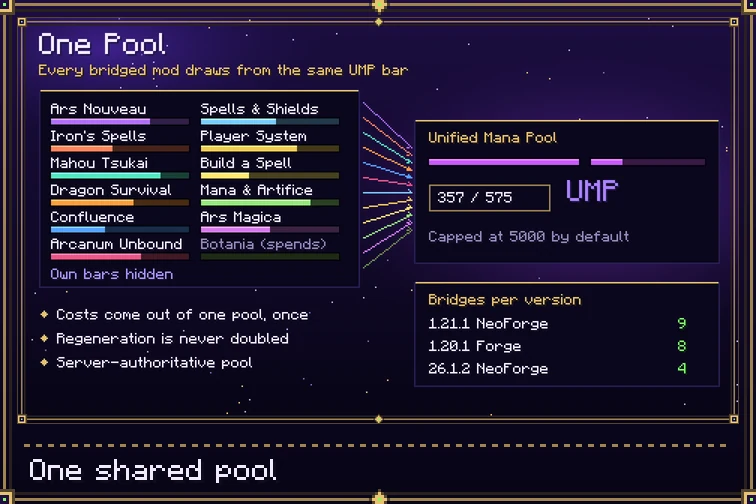 One Pool
Every bridged mod draws from the same UMP bar
Ars Nouveau
Spells & Shields
Iron's Spells
Player System
Mahou Tsukai
Build a Spell
Dragon Survival
Mana & Artifice
Confluence
Ars Magica
Arcanum Unbound
Botania (spends)
Own bars hidden
Unified Mana Pool
357 / 575
UMP
Capped at 5000 by default
Bridges per version
1.21.1 NeoForge 9
1.20.1 Forge 8
26.1.2 NeoForge 4
Costs come out of one pool, once
Regeneration is never doubled
Server-authoritative pool
One shared pool